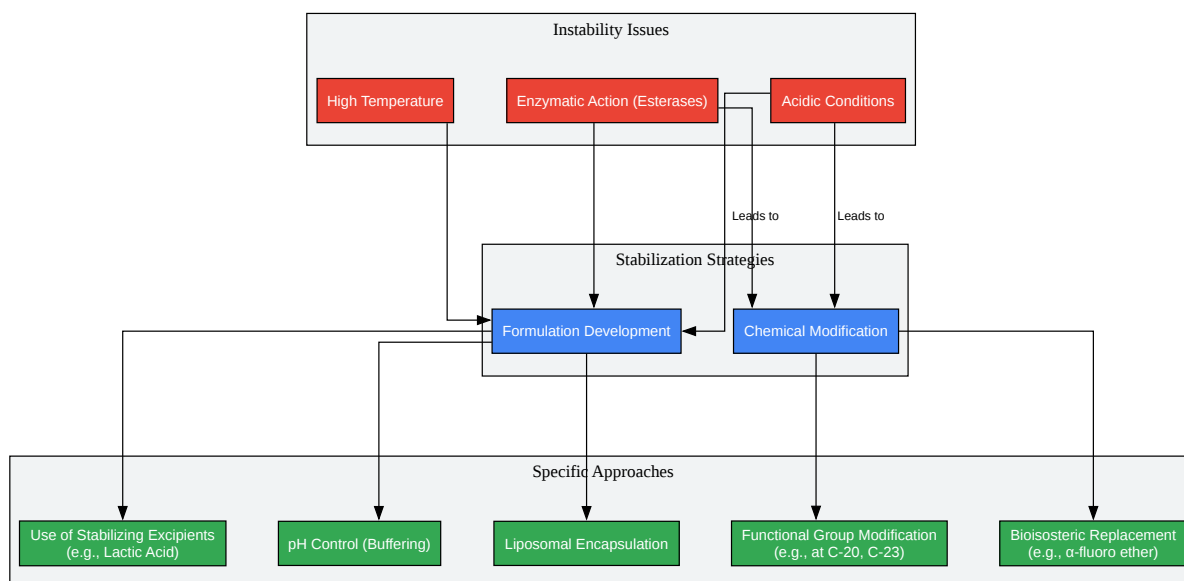 Instability Issues
High Temperature
Enzymatic Action (Esterases)
Acidic Conditions
Leads to
Leads to
Stabilization Strategies
Formulation Development
Chemical Modification
Specific Approaches
Use of Stabilizing Excipients
(e.g., Lactic Acid)
pH Control (Buffering)
Liposomal Encapsulation
Functional Group Modification
(e.g., at C-20, C-23)
Bioisosteric Replacement
(e.g., α-fluoro ether)